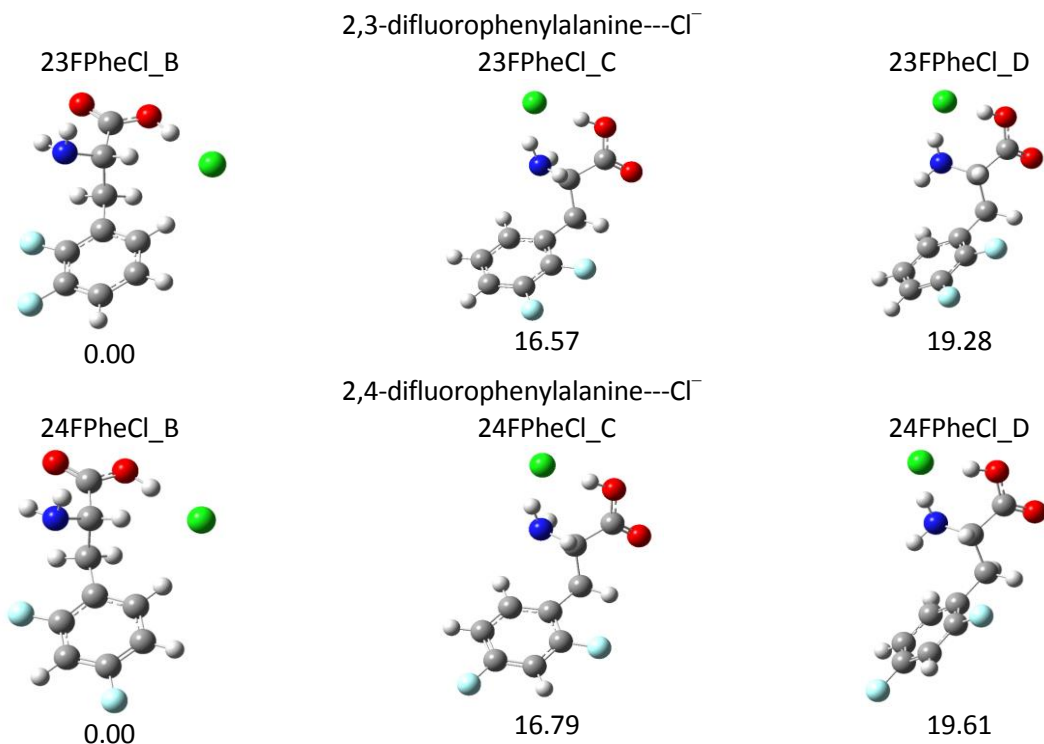 2,3-difluorophenylalanine---Cl⁻
23FPheCl_B 23FPheCl_C 23FPheCl_D
0.00 16.57 19.28
2,4-difluorophenylalanine---Cl⁻
24FPheCl_B 24FPheCl_C 24FPheCl_D
0.00 16.79 19.61